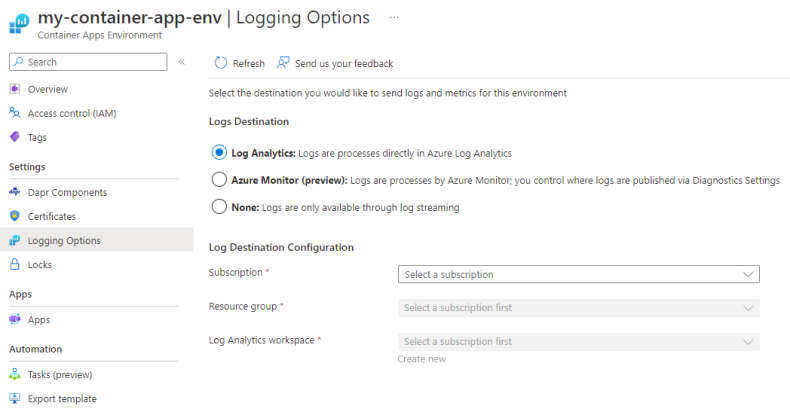 my-container-app-env | Logging Options ...
Container Apps Environment
Search «
Overview
Access control (IAM)
Tags
Settings
Dapr Components
Certificates
Logging Options
Locks
Apps
Apps
Automation
Tasks (preview)
Export template
Refresh Send us your feedback
Select the destination you would like to send logs and metrics for this environment
Logs Destination
Log Analytics: Logs are processes directly in Azure Log Analytics
Azure Monitor (preview): Logs are processes by Azure Monitor; you control where logs are published via Diagnostics Settings
None: Logs are only available through log streaming
Log Destination Configuration
Subscription * Select a subscription
Resource group * Select a subscription first
Log Analytics workspace * Select a subscription first
Create new